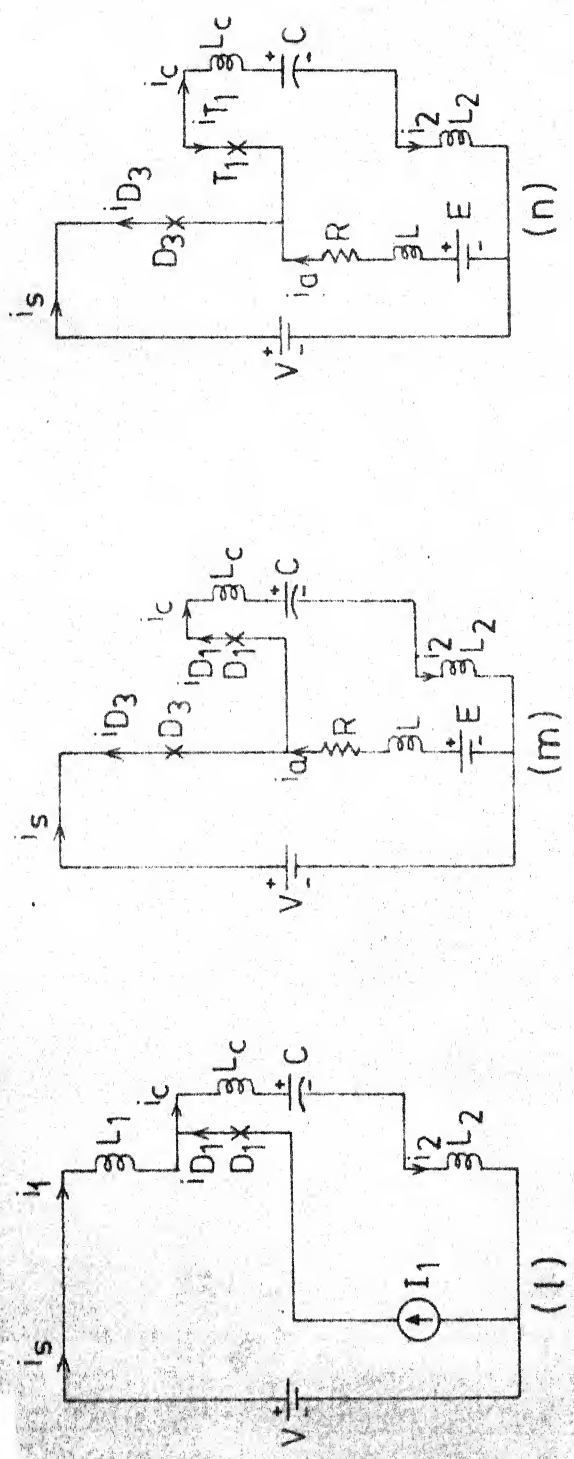 i_s
i_1
L_1
i_c
L_c
i_D1
D_1
+
C
-
V
+
-
I_1
i_2
L_2
(l)
i_s
i_D3
D_3
i_c
L_c
i_D1
D_1
+
C
-
V
+
-
i_a
R
L
+
E
-
i_2
L_2
(m)
i_s
i_D3
D_3
i_c
L_c
i_T1
T_1
+
C
-
V
+
-
i_a
R
L
+
E
-
i_2
L_2
(n)